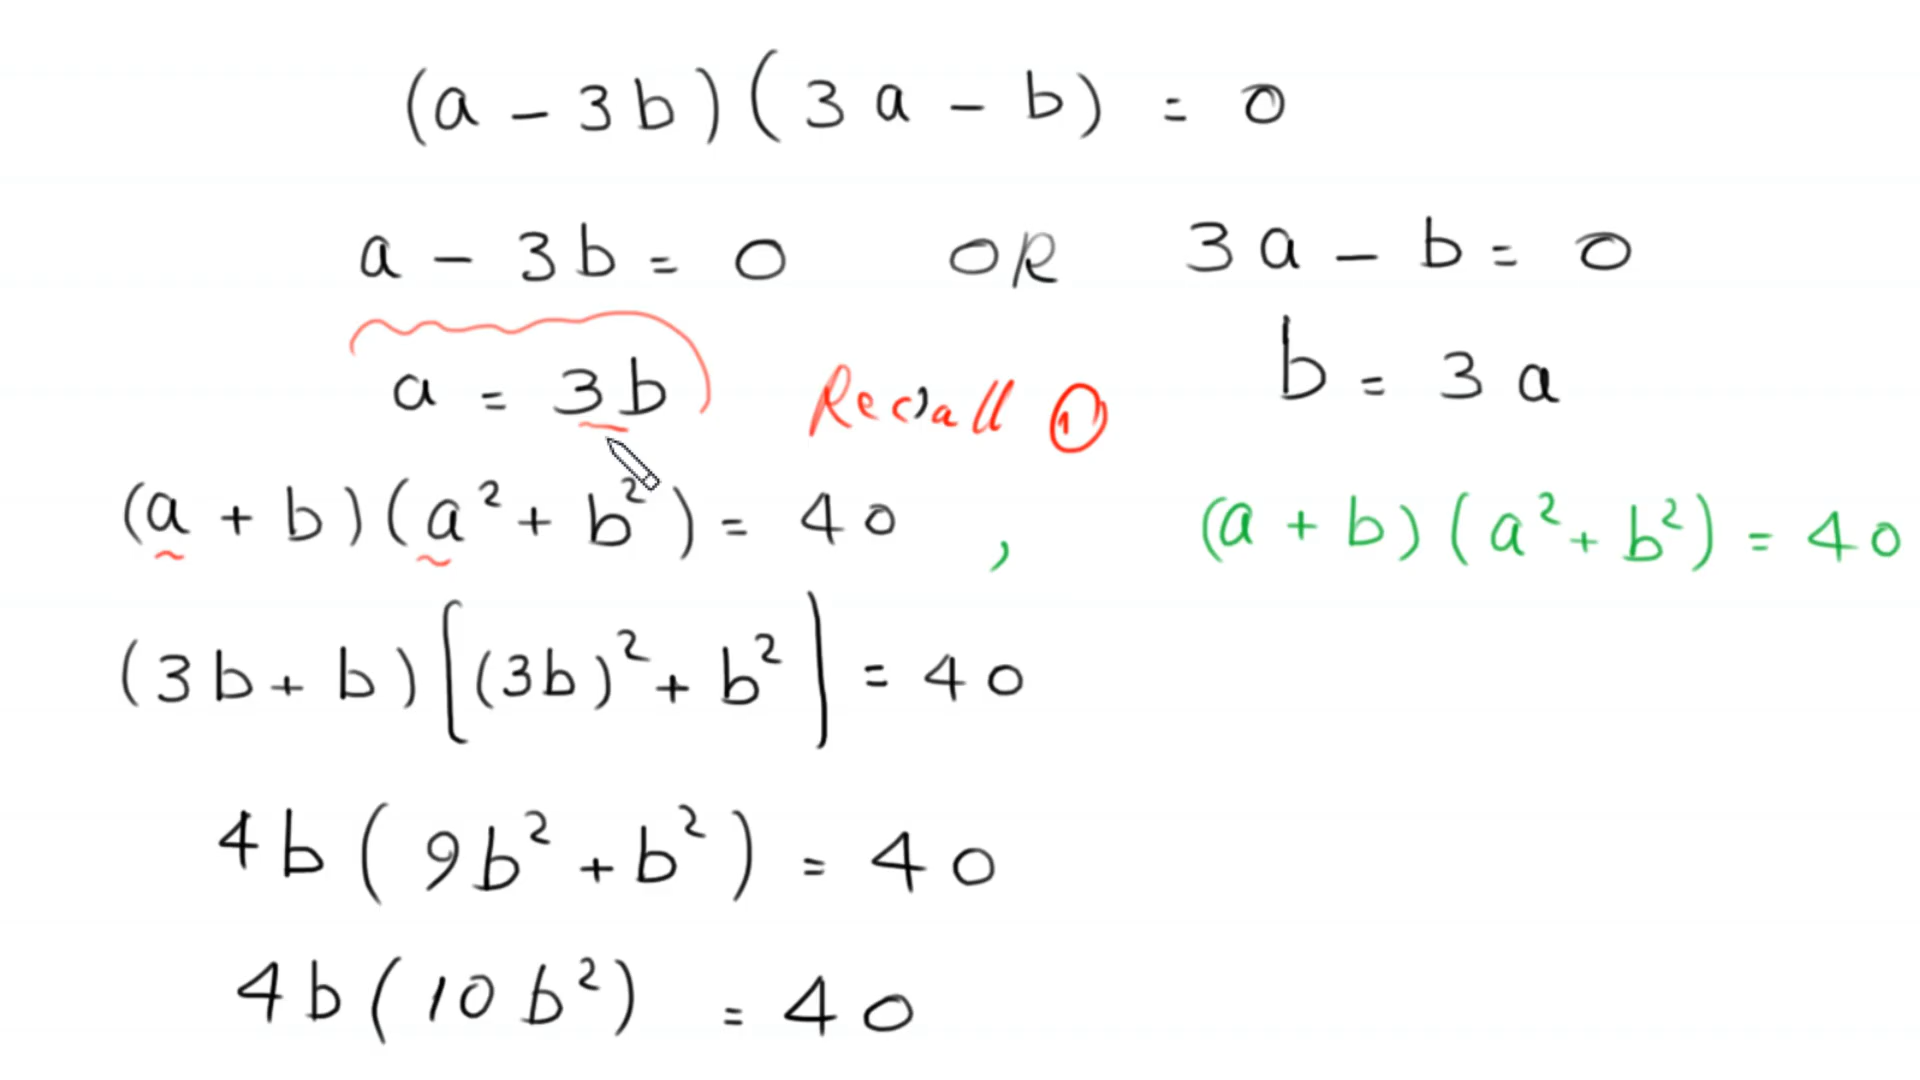 (a - 3b)(3a - b) = 0
a - 3b = 0 OR 3a - b = 0
a = 3b Recall ① b = 3a
(a + b)(a² + b²) = 40 , (a + b)(a² + b²) = 40
(3b + b)[(3b)² + b²] = 40
4b(9b² + b²) = 40
4b(10b²) = 40